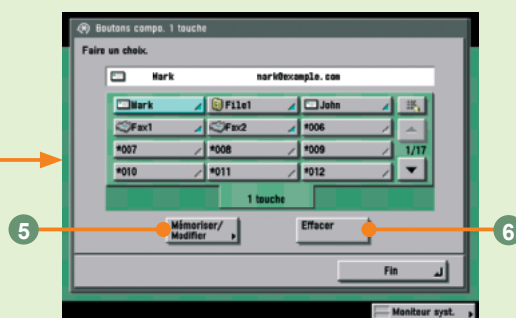 Boutons compo. 1 touche
Faire un choix.
Mark mark@example.com
Mark File1 John
Fax1 Fax2 *006
*007 *008 *009 1/17
*010 *011 *012
1 touche
5 Mémoriser/ Effacer 6
Modifier
Fin
Moniteur syst.